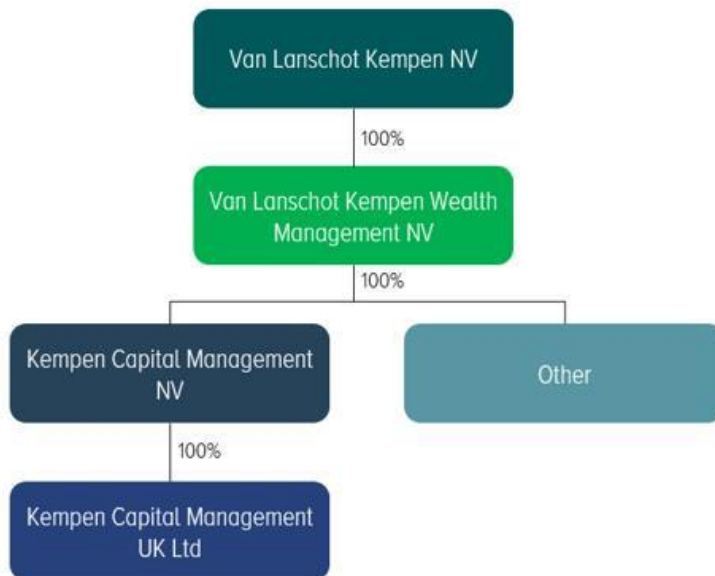 Van Lanschot Kempen NV
100%
Van Lanschot Kempen Wealth
Management NV
100%
Kempen Capital Management
NV
Other
100%
Kempen Capital Management
UK Ltd